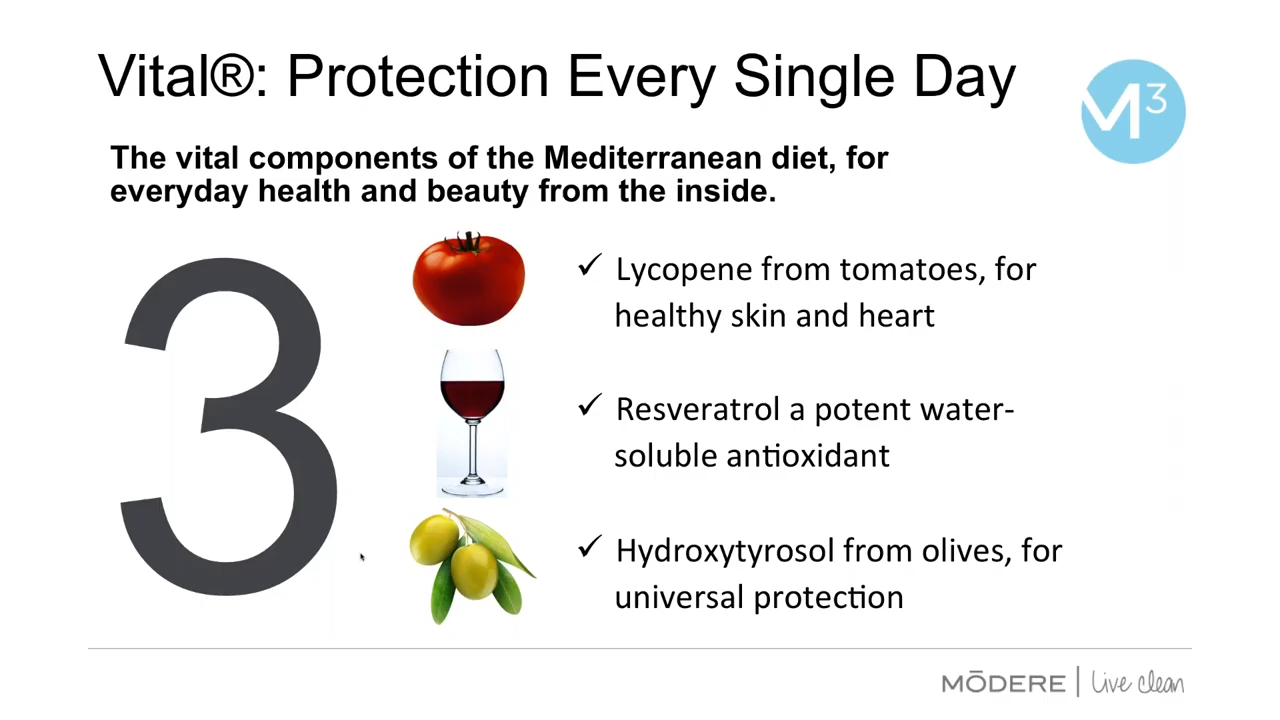 Vital®: Protection Every Single Day
M³
The vital components of the Mediterranean diet, for
everyday health and beauty from the inside.
3
✓ Lycopene from tomatoes, for
healthy skin and heart
✓ Resveratrol a potent water-
soluble antioxidant
✓ Hydroxytyrosol from olives, for
universal protection
MŌDERE | Live clean